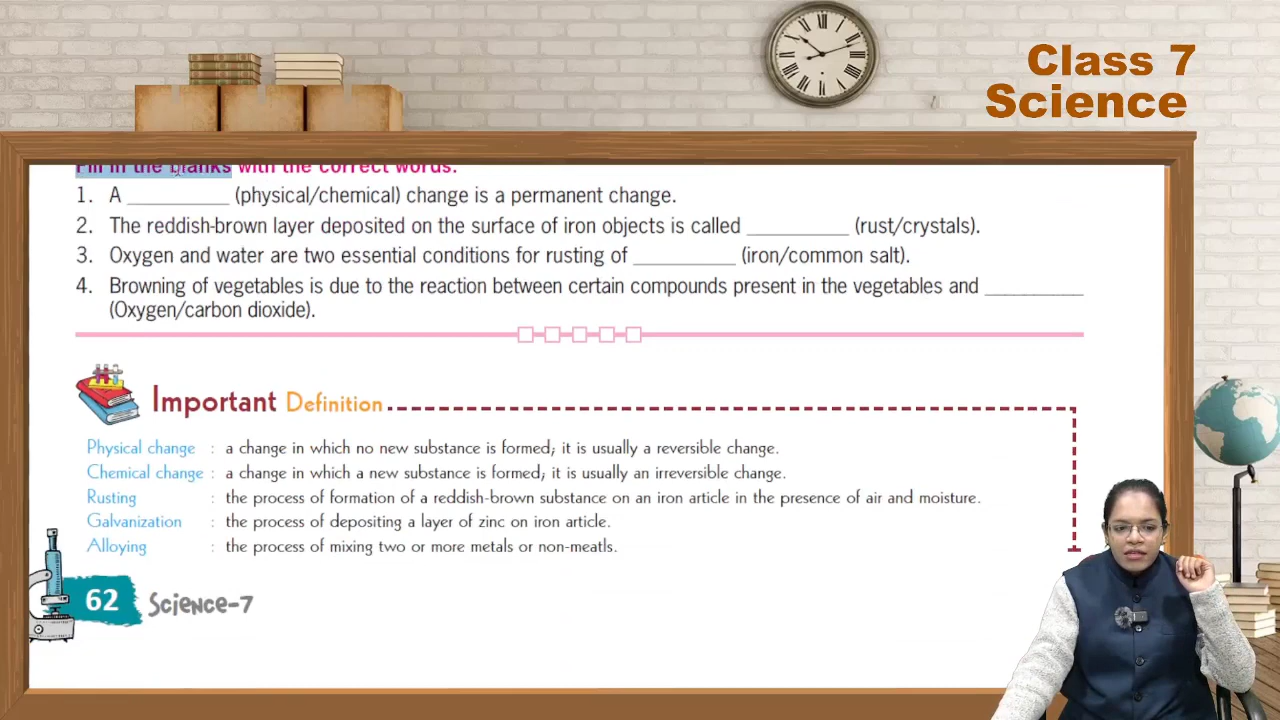 Class 7
Science
Fill in the blanks with the correct words.
1. A __________ (physical/chemical) change is a permanent change.
2. The reddish-brown layer deposited on the surface of iron objects is called __________ (rust/crystals).
3. Oxygen and water are two essential conditions for rusting of __________ (iron/common salt).
4. Browning of vegetables is due to the reaction between certain compounds present in the vegetables and __________
(Oxygen/carbon dioxide).
Important Definition
Physical change : a change in which no new substance is formed; it is usually a reversible change.
Chemical change : a change in which a new substance is formed; it is usually an irreversible change.
Rusting : the process of formation of a reddish-brown substance on an iron article in the presence of air and moisture.
Galvanization : the process of depositing a layer of zinc on iron article.
Alloying : the process of mixing two or more metals or non-meatls.
62 Science-7